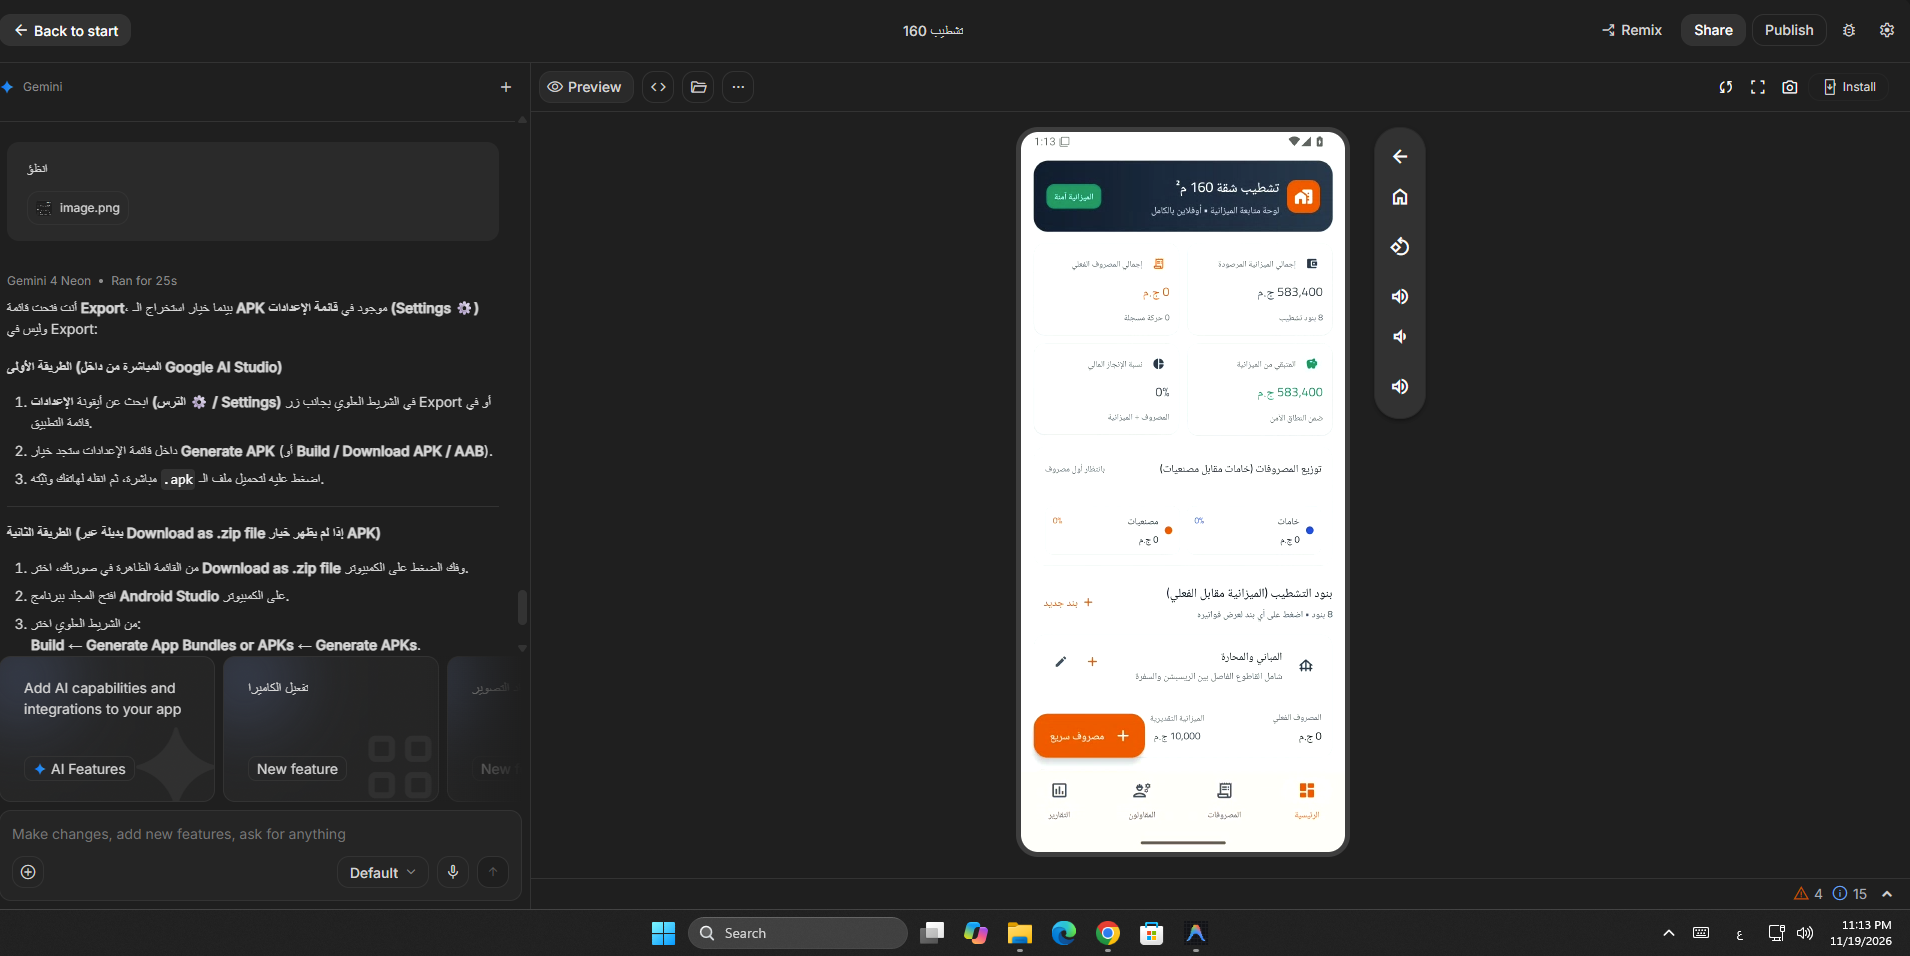 Back to start
تشطيب 160
Remix
Share
Publish
Gemini
Preview
Install
انظؤ
image.png
Gemini 4 Neon • Ran for 25s
أنت فتحت قائمة Export، بينما خيار استخراج الـ APK موجود في قائمة الإعدادات (Settings ⚙️)
وليس في Export:
الطريقة الأولى (المباشرة من داخل Google AI Studio)
1. ابحث عن أيقونة الإعدادات (الترس ⚙️ / Settings) في الشريط العلوي بجانب زر Export أو في
قائمة التطبيق.
2. داخل قائمة الإعدادات ستجد خيار Generate APK (أو Build / Download APK / AAB).
3. اضغط عليه لتحميل ملف الـ .apk مباشرة، ثم انقله لهاتفك وثبّته.
الطريقة الثانية (بديلة عبر Download as .zip file إذا لم يظهر خيار APK)
1. من القائمة الظاهرة في صورتك، اختر Download as .zip file وفك الضغط على الكمبيوتر.
2. افتح المجلد ببرنامج Android Studio على الكمبيوتر.
3. من الشريط العلوي اختر:
Build ← Generate App Bundles or APKs ← Generate APKs.
Add AI capabilities and
integrations to your app
AI Features
تفعيل الكاميرا
New feature
التصوير
New
Make changes, add new features, ask for anything
Default
1:13
تشطيب شقة 160 م²
لوحة متابعة الميزانية • أوفلاين بالكامل
الميزانية آمنة
إجمالي الميزانية المرصودة
583,400 ج.م
8 بنود تشطيب
إجمالي المصروف الفعلي
0 ج.م
0 حركة مسجلة
المتبقي من الميزانية
583,400 ج.م
ضمن النطاق الآمن
نسبة الإنجاز المالي
0%
المصروف ÷ الميزانية
توزيع المصروفات (خامات مقابل مصنعيات)
بانتظار أول مصروف
خامات
0%
0 ج.م
مصنعيات
0%
0 ج.م
بنود التشطيب (الميزانية مقابل الفعلي)
8 بنود • اضغط على أي بند لعرض فواتيره
+ بند جديد
المباني والمحارة
شامل القاطوع الفاصل بين الريسبشن والسفرة
المصروف الفعلي
0 ج.م
الميزانية التقديرية
10,000 ج.م
مصروف سريع
الرئيسية
المصروفات
المقاولون
التقارير
4
15
Search
ع
11:13 PM
11/19/2026